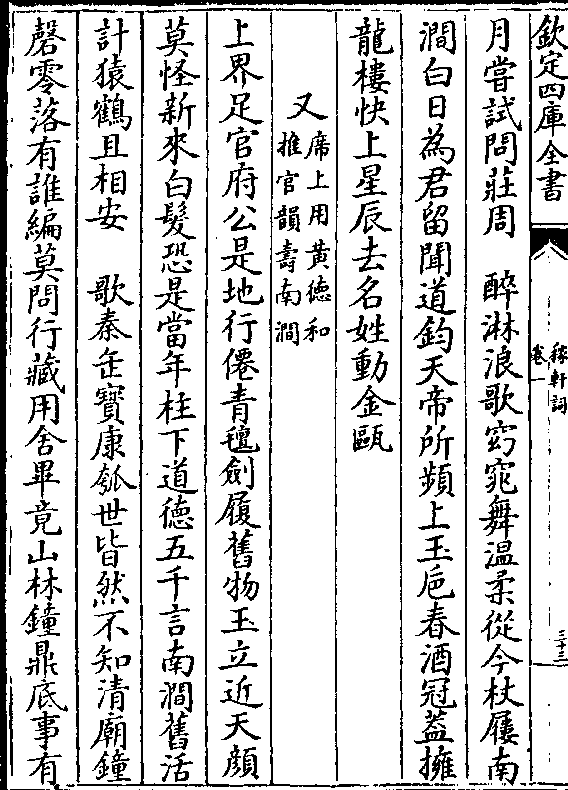 欽定四庫全書
稼軒詞
卷一
三十三
月嘗試問莊周　醉淋浪歌窈窕舞溫柔從今杖屨南
澗白日為君留聞道鈞天帝所頻上玉巵春酒冠蓋擁
龍樓快上星辰去名姓動金甌
又席上用黃德和
推官韻壽南澗
上界足官府公是地行僊青氊劍履舊物玉立近天顔
莫怪新來白髮恐是當年柱下道德五千言南澗舊活
計猿鶴且相安　歌秦缶寳康瓠世皆然不知清廟鐘
磬零落有誰編莫問行藏用舍畢竟山林鐘鼎底事有